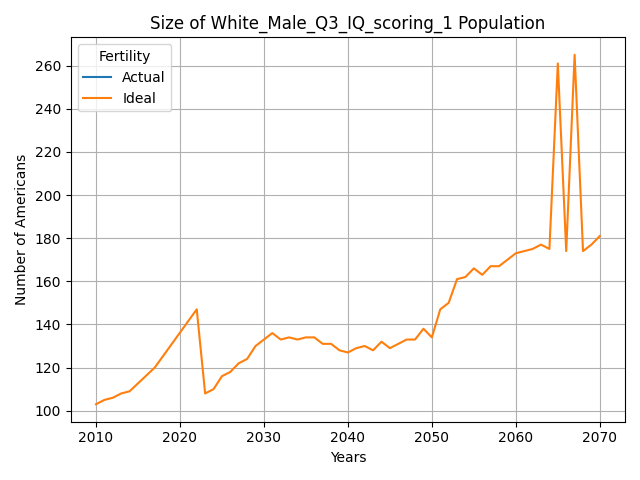 Size of White_Male_Q3_IQ_scoring_1 Population
Fertility
Actual
Ideal
260
240
220
200
180
160
140
120
100
Number of Americans
2010 2020 2030 2040 2050 2060 2070
Years